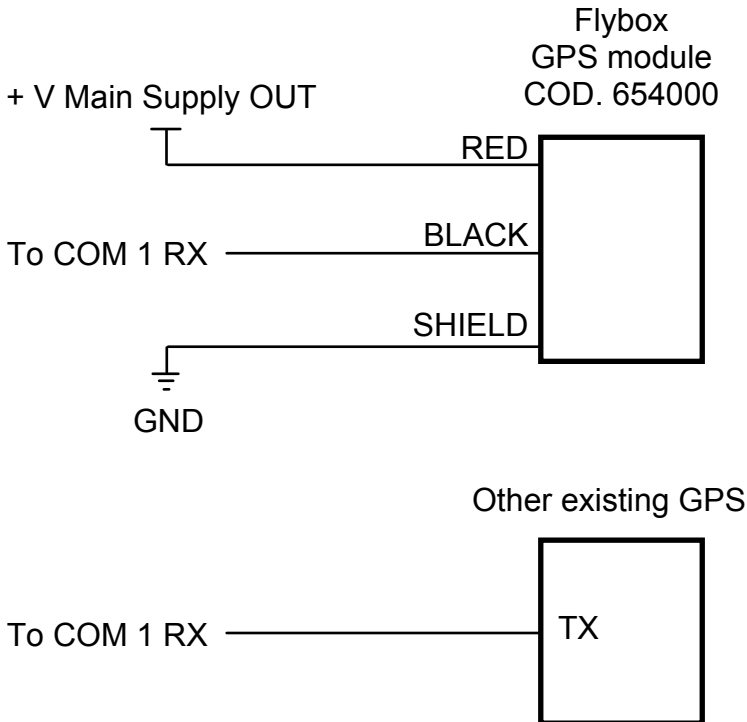 Flybox
GPS module
COD. 654000
+ V Main Supply OUT
RED
BLACK
To COM 1 RX
SHIELD
GND
Other existing GPS
To COM 1 RX
TX